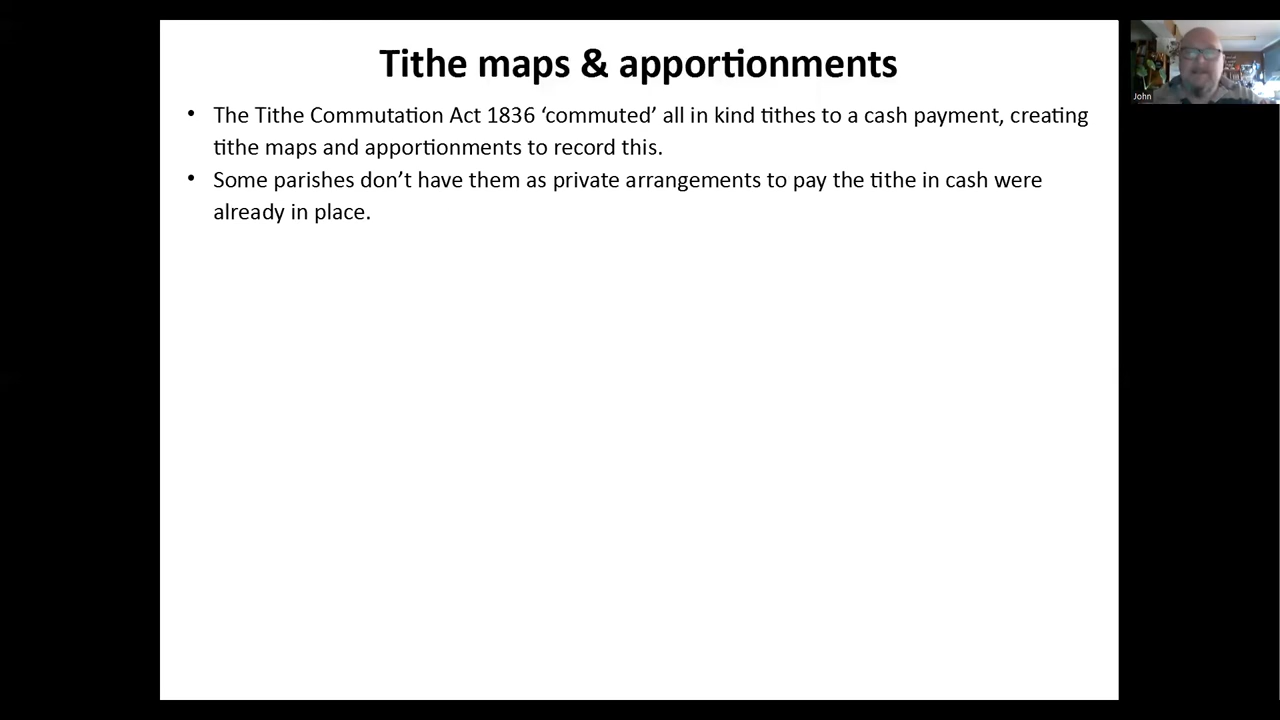 Tithe maps & apportionments
• The Tithe Commutation Act 1836 ‘commuted’ all in kind tithes to a cash payment, creating
tithe maps and apportionments to record this.
• Some parishes don’t have them as private arrangements to pay the tithe in cash were
already in place.
John